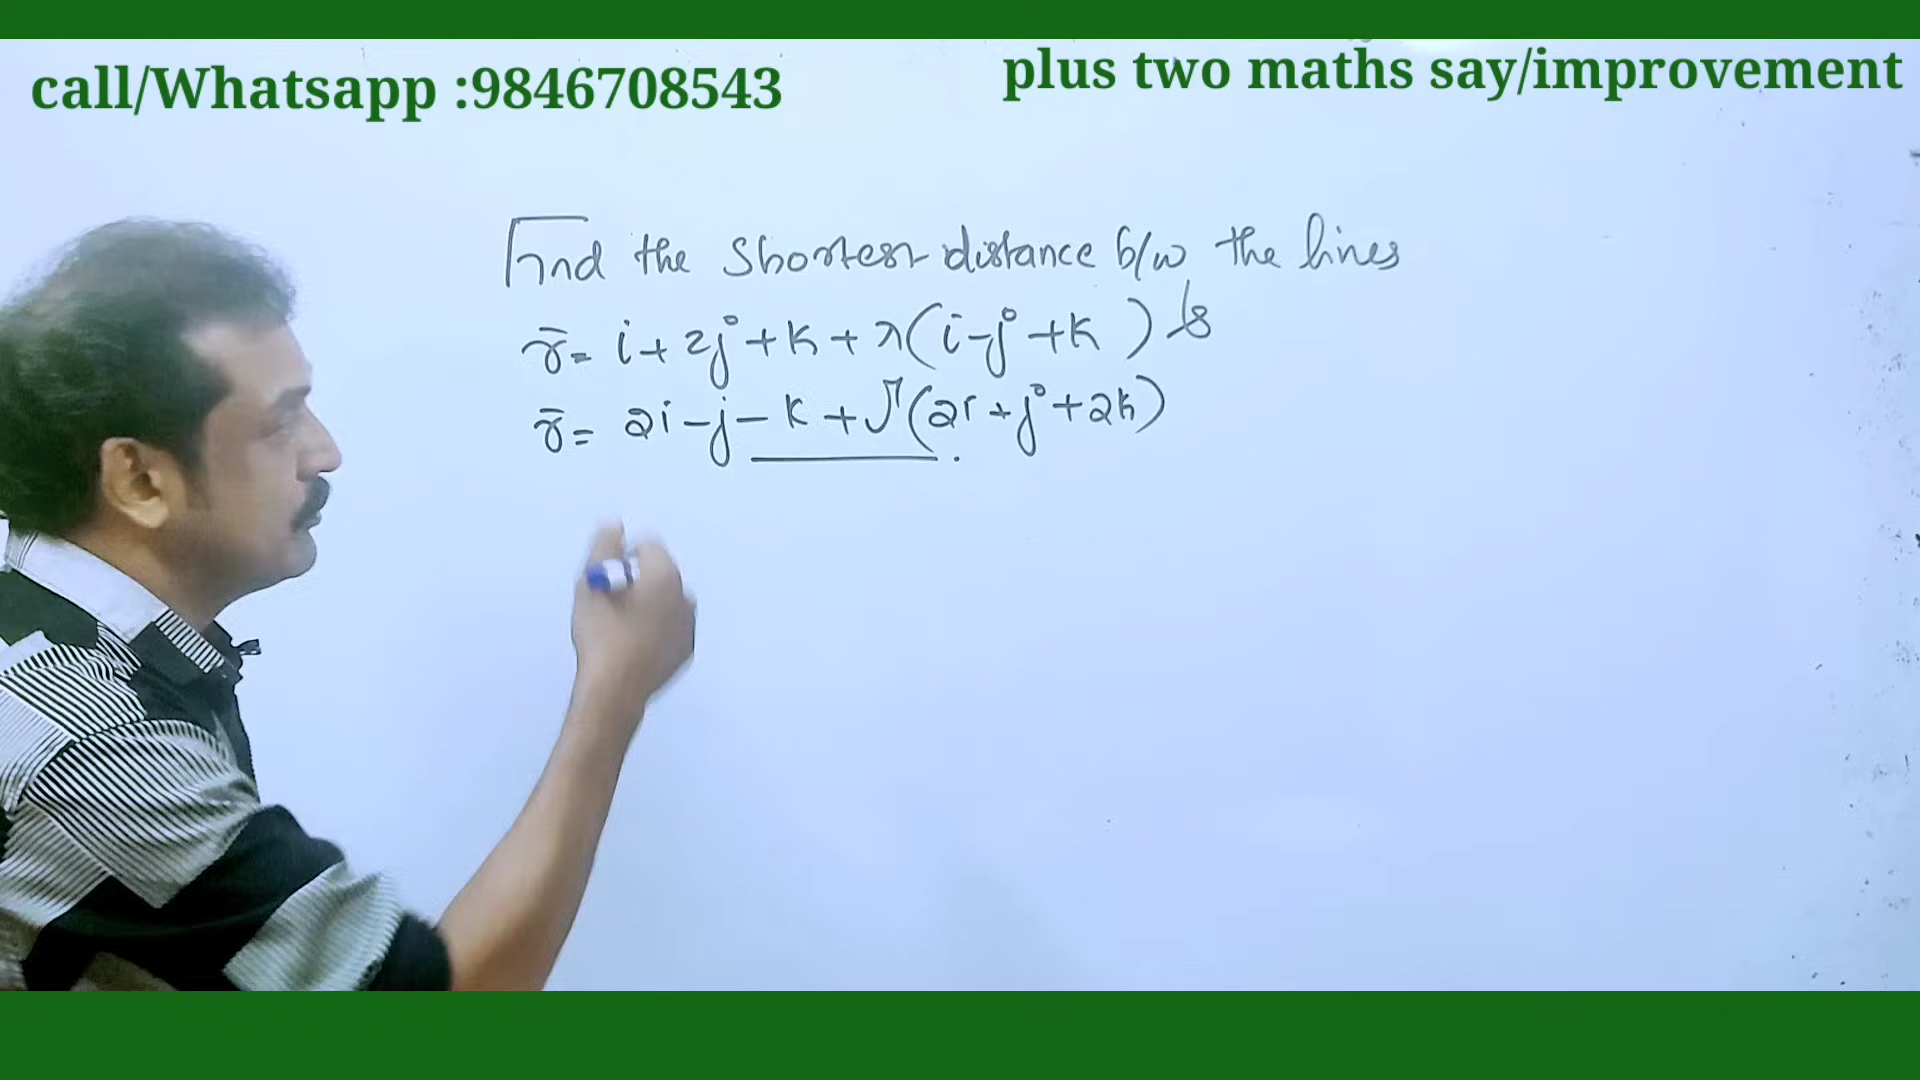 call/Whatsapp :9846708543
plus two maths say/improvement
Find the Shortest distance b/w the lines
r̄ = i + 2j + k + λ(i - j + k) &
r̄ = 2i - j - k + μ(2i + j + 2k)